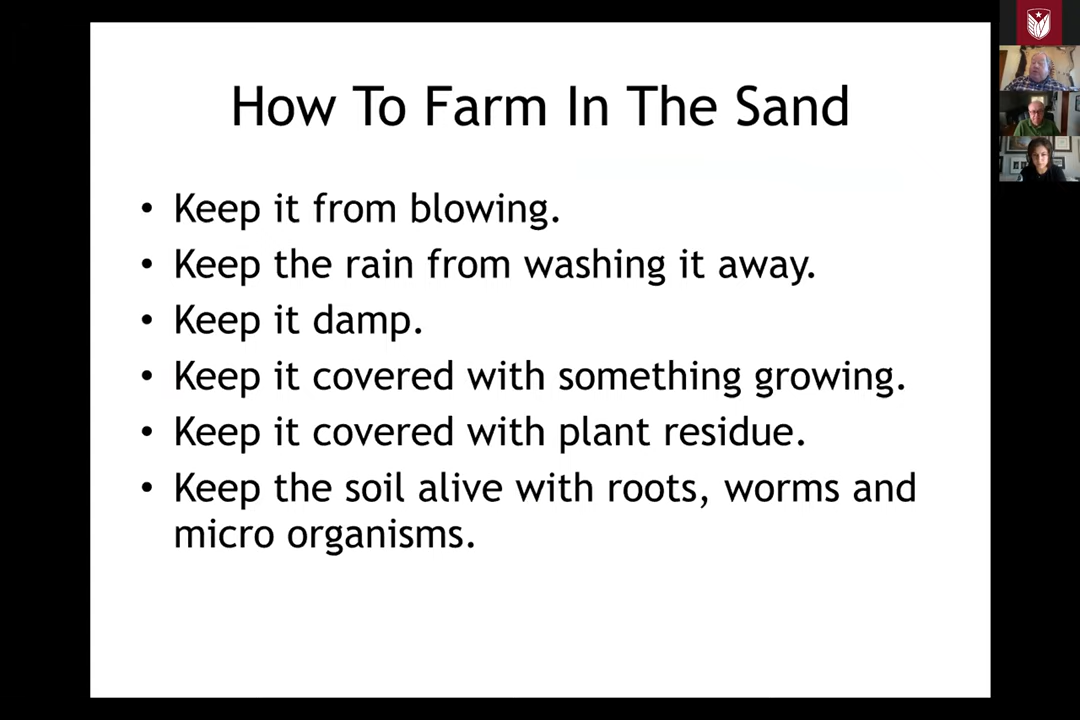 How To Farm In The Sand
• Keep it from blowing.
• Keep the rain from washing it away.
• Keep it damp.
• Keep it covered with something growing.
• Keep it covered with plant residue.
• Keep the soil alive with roots, worms and
micro organisms.